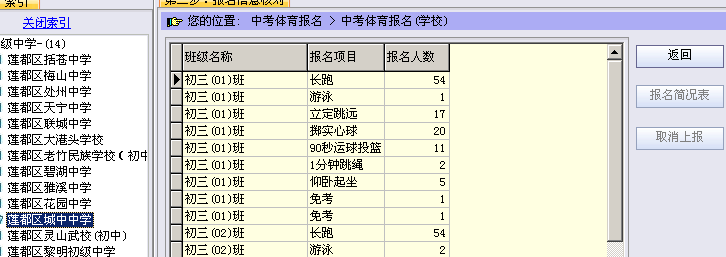 索引
关闭索引
级中学-(14)
莲都区括苍中学
莲都区梅山中学
莲都区处州中学
莲都区天宁中学
莲都区联城中学
莲都区大港头学校
莲都区老竹民族学校(初中
莲都区碧湖中学
莲都区雅溪中学
莲都区花园中学
莲都区城中中学
莲都区灵山武校(初中)
莲都区黎明初级中学
您的位置: 中考体育报名 > 中考体育报名(学校)
班级名称 报名项目 报名人数
初三(01)班 长跑 54
初三(01)班 游泳 1
初三(01)班 立定跳远 17
初三(01)班 掷实心球 20
初三(01)班 90秒运球投篮 11
初三(01)班 1分钟跳绳 2
初三(01)班 仰卧起坐 5
初三(01)班 免考 1
初三(01)班 免考 1
初三(02)班 长跑 54
初三(02)班 游泳 2
返回
报名简况表
取消上报